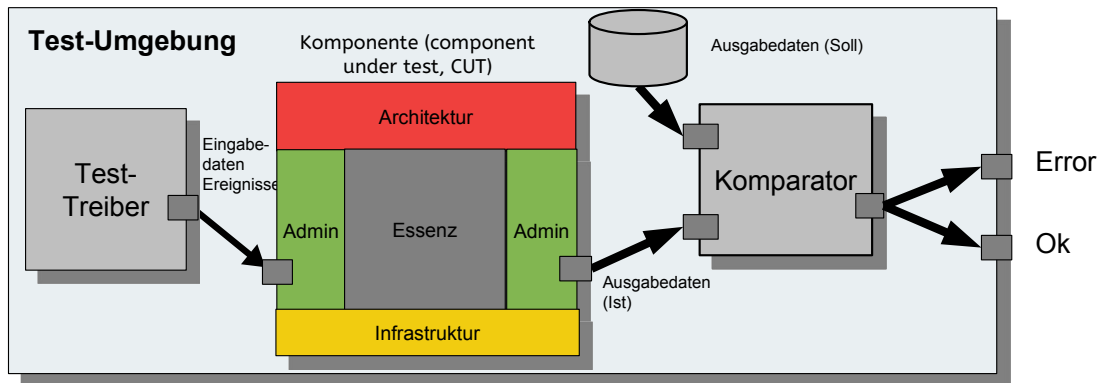 Test-Umgebung
Komponente (component
under test, CUT)
Ausgabedaten (Soll)
Architektur
Eingabe-
daten
Ereignisse
Test-
Treiber
Admin
Essenz
Admin
Komparator
Error
Ok
Ausgabedaten
(Ist)
Infrastruktur